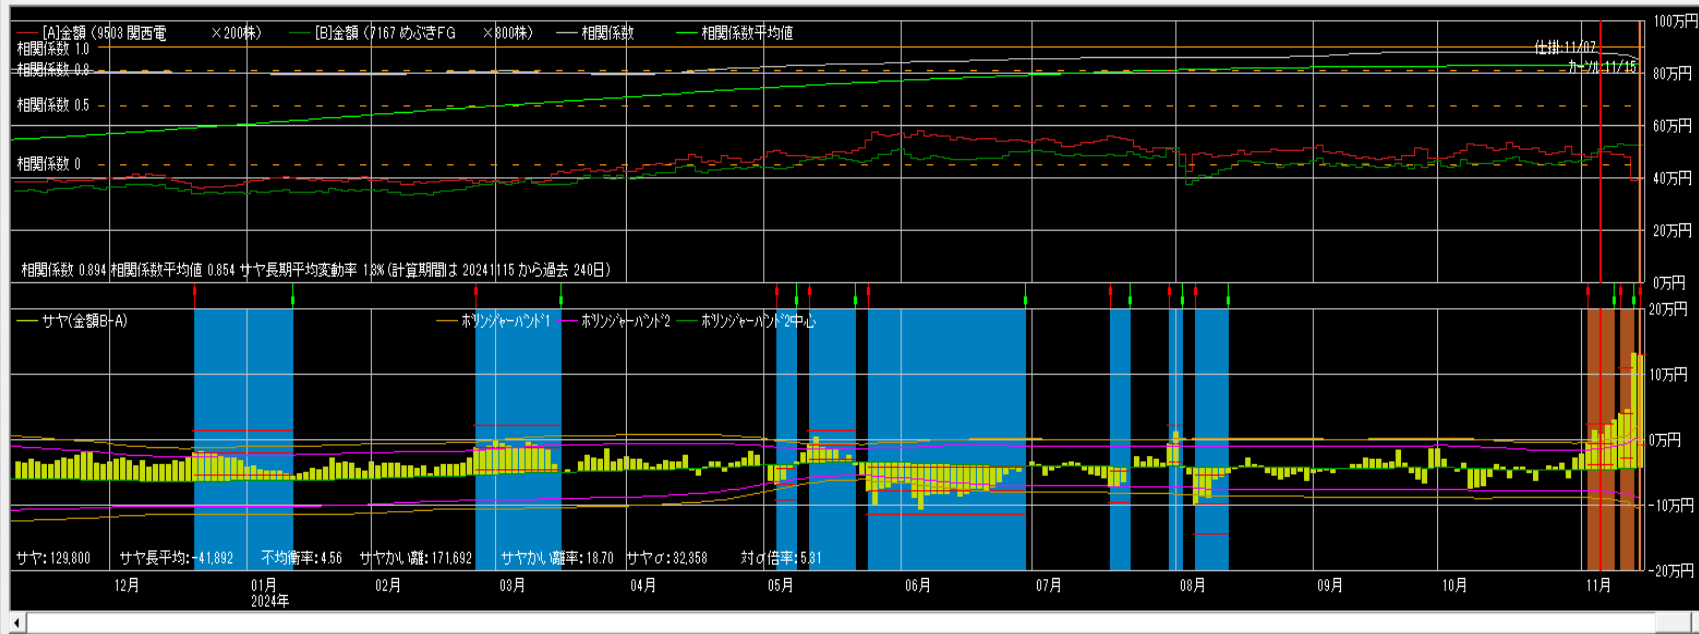 [A]金額 (9503 関西電 ×200株) [B]金額 (7167 めぶきFG ×800株) 相関係数 相関係数平均値 100万円
相関係数 1.0 仕掛:11/07
相関係数 0.8 カーソル:11/15 80万円
相関係数 0.5
60万円
相関係数 0
40万円
20万円
相関係数 0.894 相関係数平均値 0.854 サヤ長期平均変動率 1.8% (計算期間は 20241115 から過去 240日)
0万円
20万円
サヤ(金額B-A) ボリンジャーバンド1 ボリンジャーバンド2 ボリンジャーバンド2中心
10万円
0万円
-10万円
サヤ:129,800 サヤ長平均:-41,892 不均衡率:4.56 サヤかい離:171,692 サヤかい離率:18.70 サヤσ:32,358 対σ倍率:5.31
-20万円
12月 01月 02月 03月 04月 05月 06月 07月 08月 09月 10月 11月
2024年